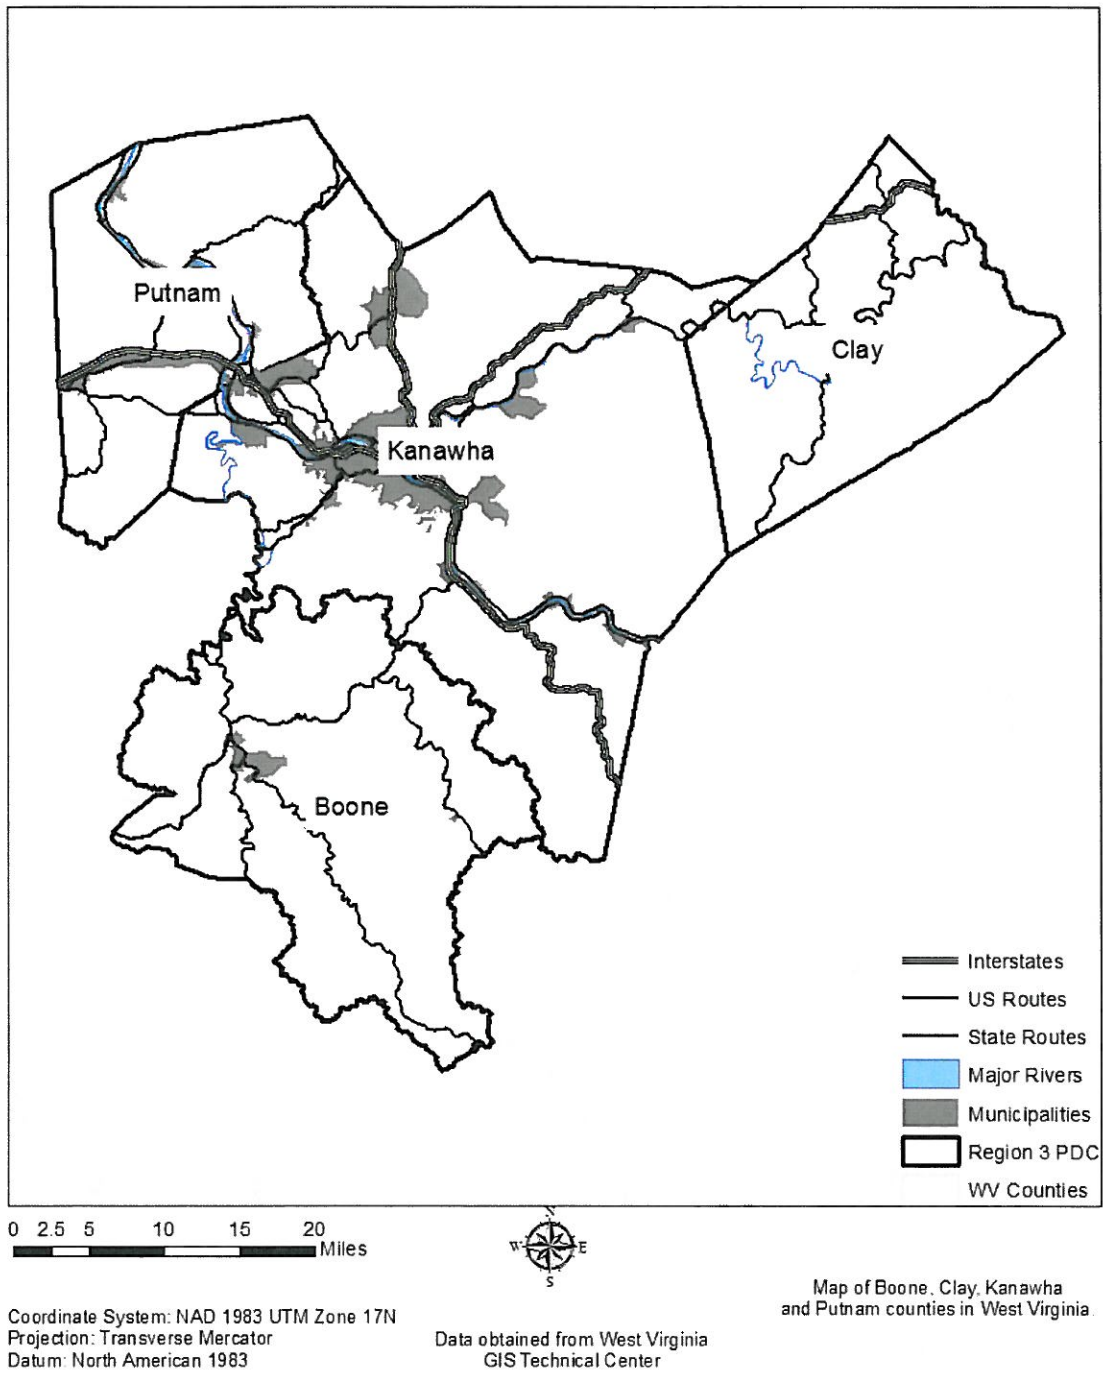 Putnam
Clay
Kanawha
Boone
Interstates
US Routes
State Routes
Major Rivers
Municipalities
Region 3 PDC
WV Counties
0 2.5 5 10 15 20
Miles
N
W E
S
Map of Boone, Clay, Kanawha
and Putnam counties in West Virginia
Coordinate System: NAD 1983 UTM Zone 17N
Projection: Transverse Mercator
Datum: North American 1983
Data obtained from West Virginia
GIS Technical Center